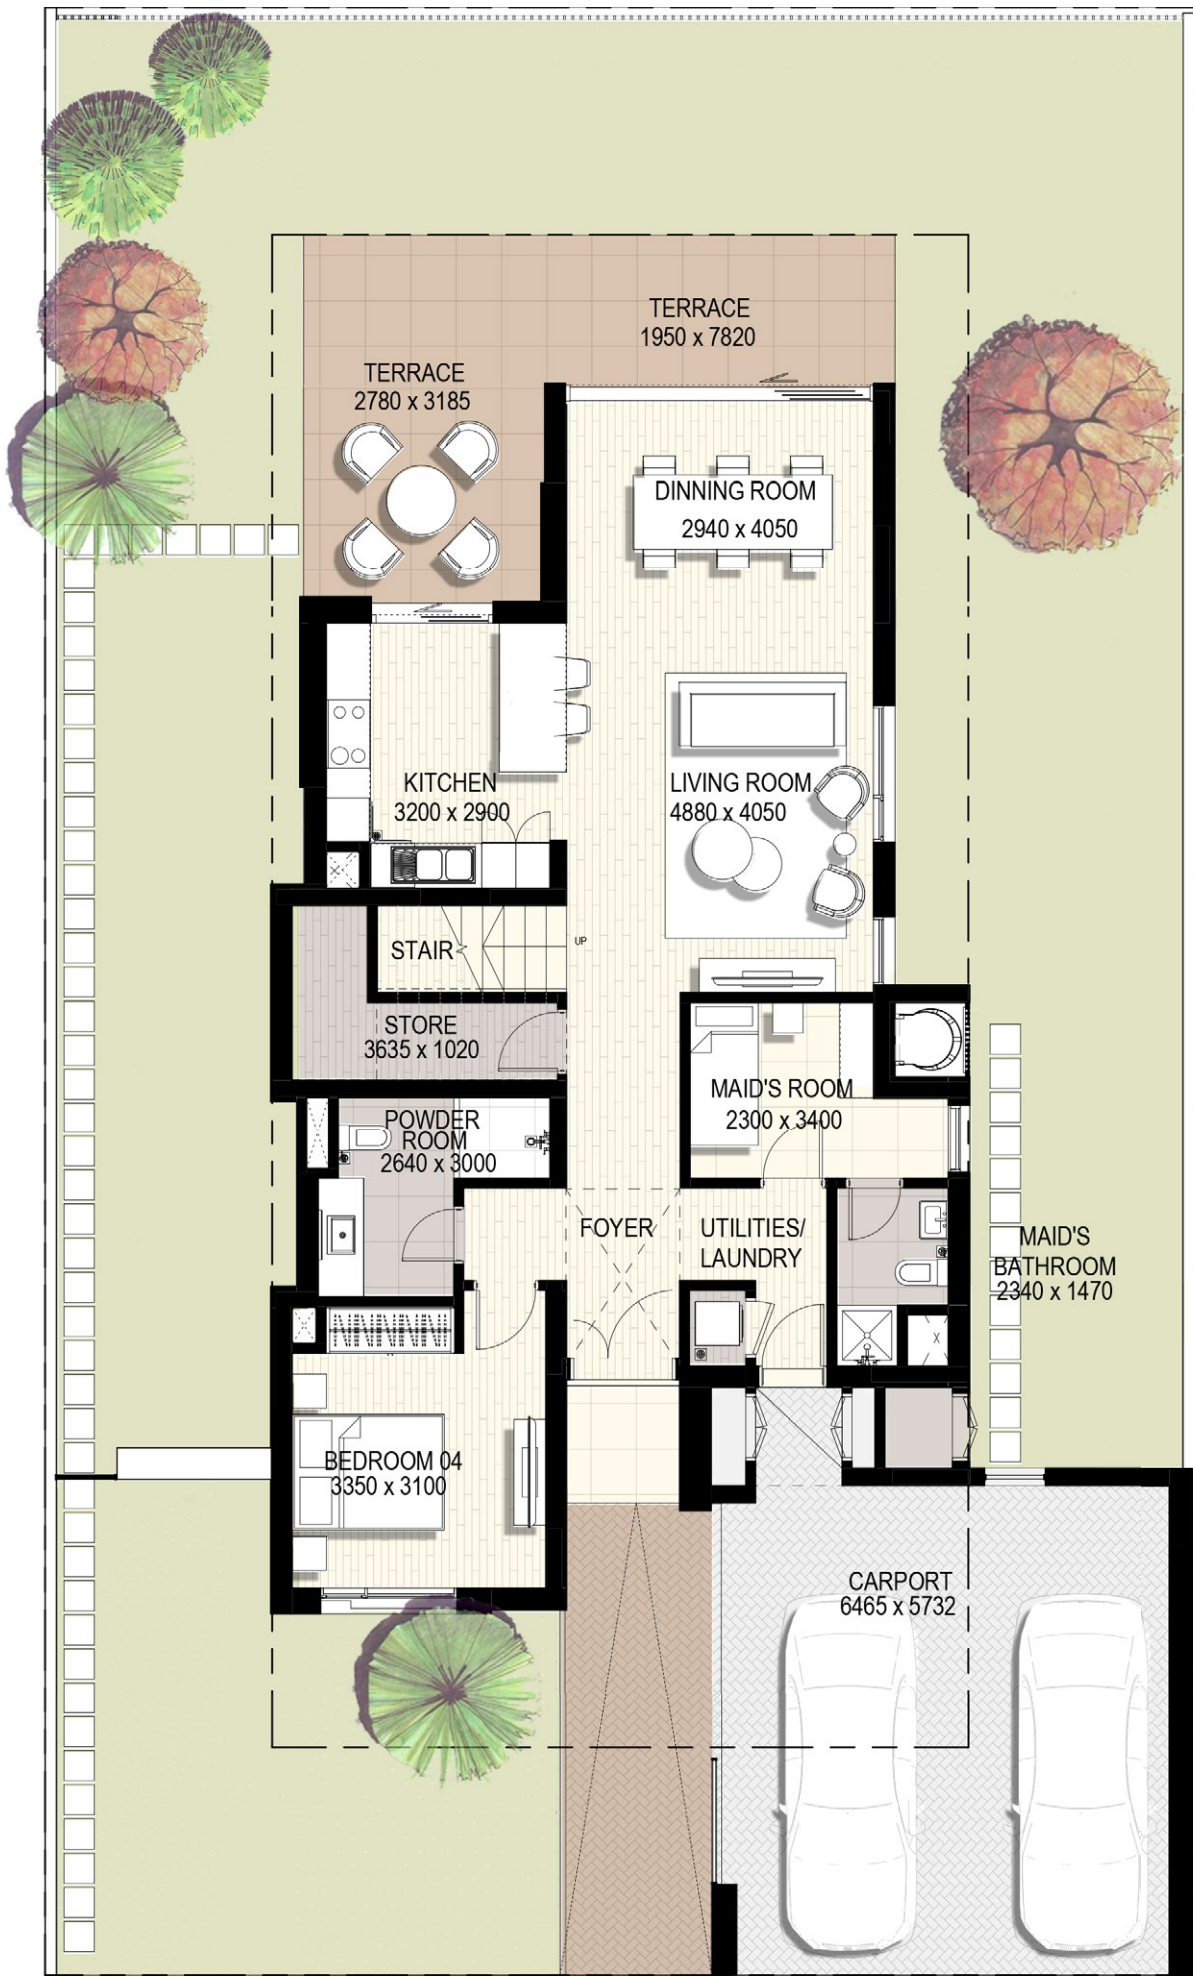 TERRACE
1950 x 7820
TERRACE
2780 x 3185
DINNING ROOM
2940 x 4050
KITCHEN
3200 x 2900
LIVING ROOM
4880 x 4050
STAIR
UP
STORE
3635 x 1020
MAID'S ROOM
2300 x 3400
POWDER
ROOM
2640 x 3000
FOYER
UTILITIES/
LAUNDRY
MAID'S
BATHROOM
2340 x 1470
BEDROOM 04
3350 x 3100
CARPORT
6465 x 5732